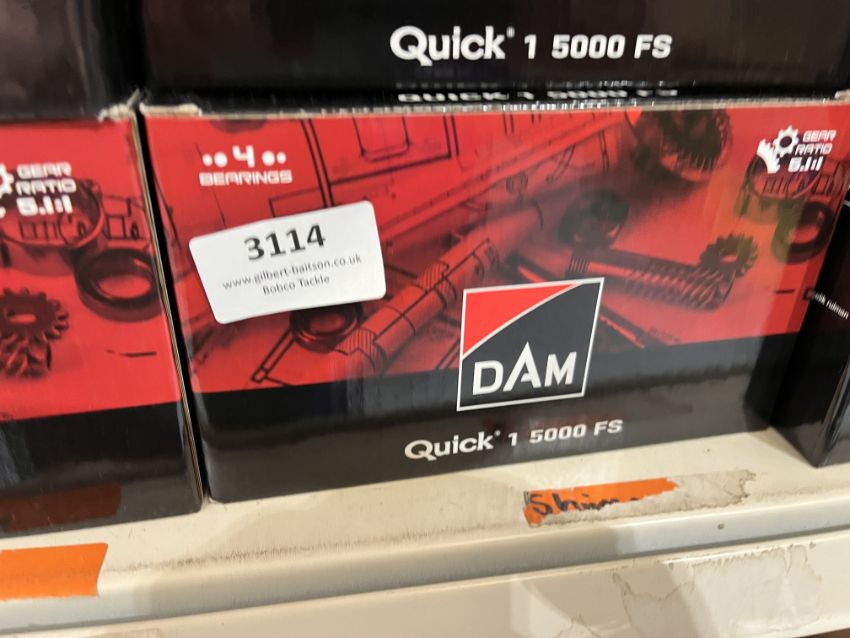 Quick® 1 5000 FS
GEAR
RATIO
5.1:1
4
BEARINGS
GEAR
RATIO
5.1:1
3114
www.gilbert-baitson.co.uk
Bobco Tackle
DAM
Quick® 1 5000 FS